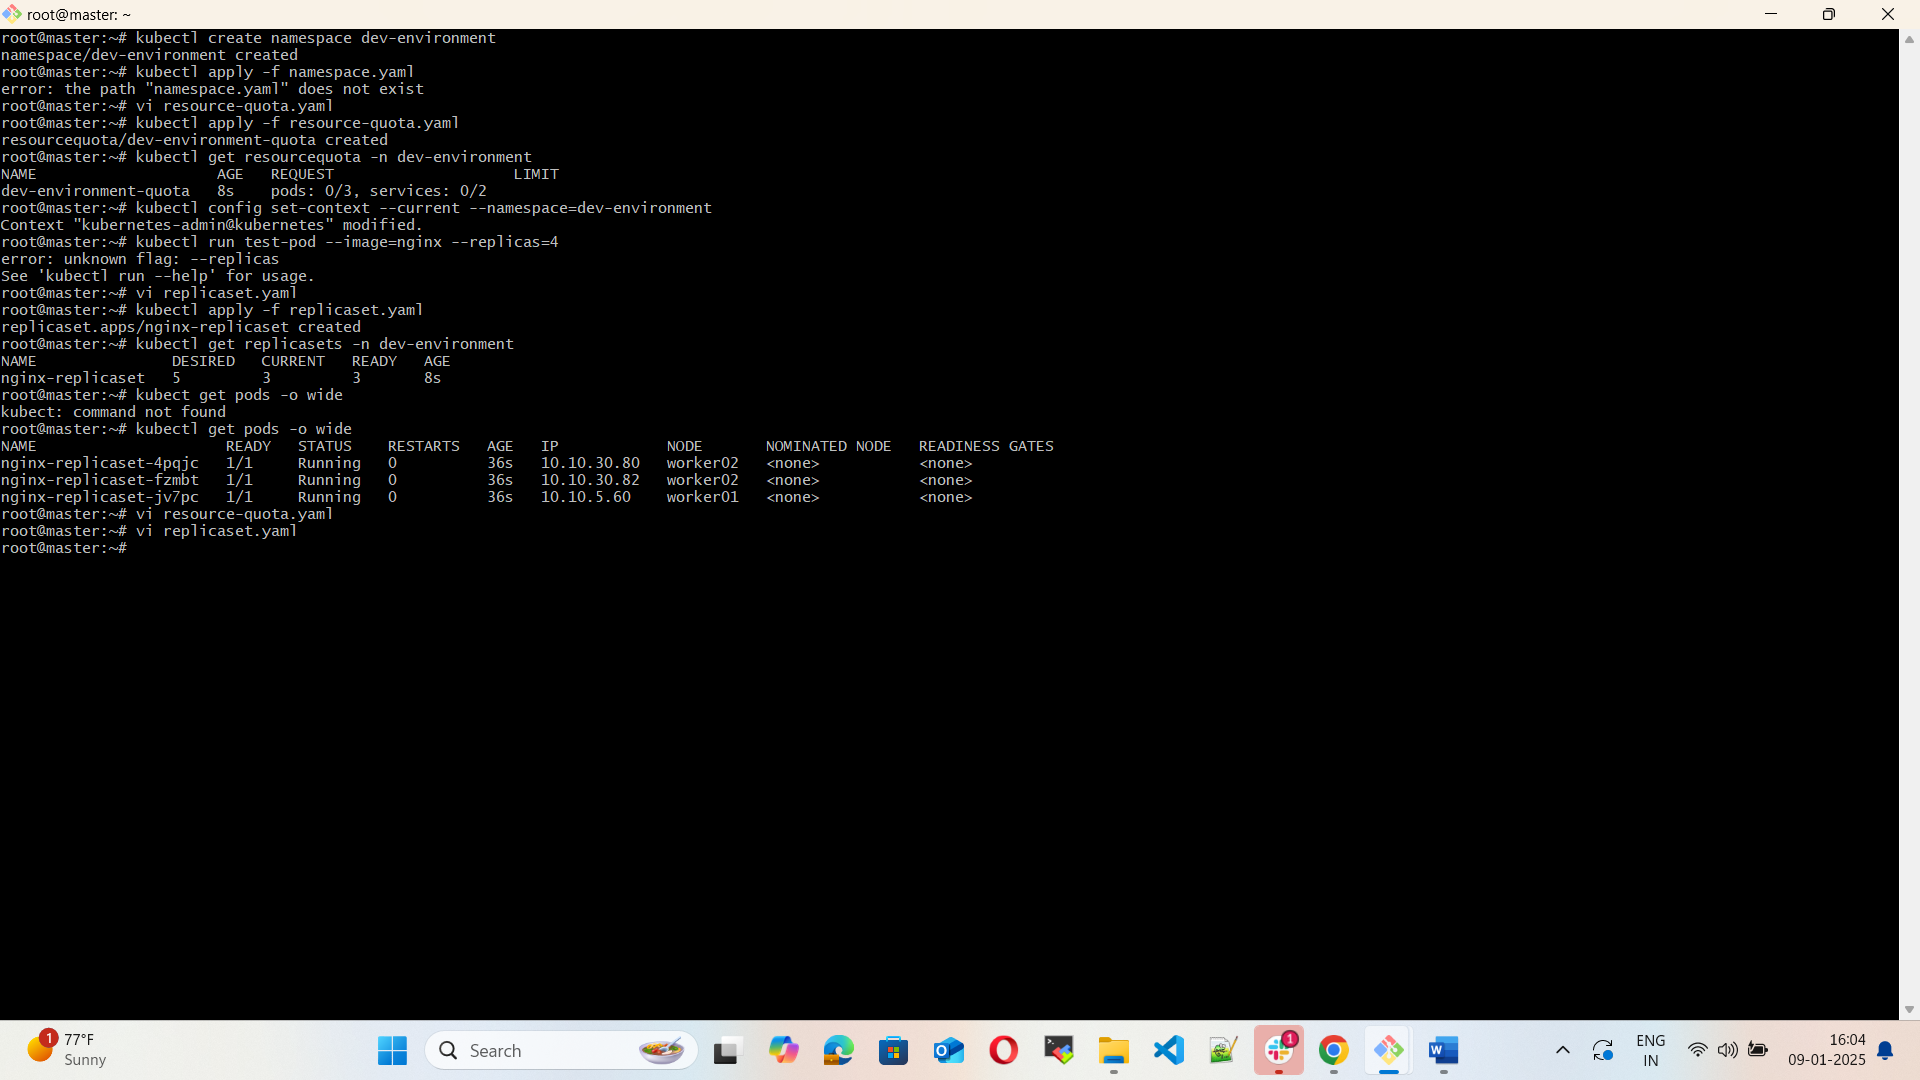 root@master: ~
root@master:~# kubectl create namespace dev-environment
namespace/dev-environment created
root@master:~# kubectl apply -f namespace.yaml
error: the path "namespace.yaml" does not exist
root@master:~# vi resource-quota.yaml
root@master:~# kubectl apply -f resource-quota.yaml
resourcequota/dev-environment-quota created
root@master:~# kubectl get resourcequota -n dev-environment
NAME                    AGE   REQUEST                    LIMIT
dev-environment-quota   8s    pods: 0/3, services: 0/2
root@master:~# kubectl config set-context --current --namespace=dev-environment
Context "kubernetes-admin@kubernetes" modified.
root@master:~# kubectl run test-pod --image=nginx --replicas=4
error: unknown flag: --replicas
See 'kubectl run --help' for usage.
root@master:~# vi replicaset.yaml
root@master:~# kubectl apply -f replicaset.yaml
replicaset.apps/nginx-replicaset created
root@master:~# kubectl get replicasets -n dev-environment
NAME               DESIRED   CURRENT   READY   AGE
nginx-replicaset   5         3         3       8s
root@master:~# kubect get pods -o wide
kubect: command not found
root@master:~# kubectl get pods -o wide
NAME                     READY   STATUS    RESTARTS   AGE   IP            NODE       NOMINATED NODE   READINESS GATES
nginx-replicaset-4pqjc   1/1     Running   0          36s   10.10.30.80   worker02   <none>           <none>
nginx-replicaset-fzmbt   1/1     Running   0          36s   10.10.30.82   worker02   <none>           <none>
nginx-replicaset-jv7pc   1/1     Running   0          36s   10.10.5.60    worker01   <none>           <none>
root@master:~# vi resource-quota.yaml
root@master:~# vi replicaset.yaml
root@master:~#
1 77°F
Sunny
Search
1
ENG
IN
16:04
09-01-2025